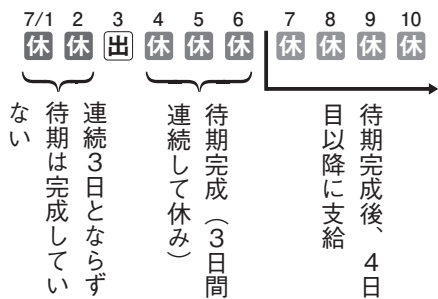 7/1 2 3 4 5 6 7 8 9 10
休 休 出 休 休 休 休 休 休 休
連続3日とならず
待期は完成してい
ない
待期完成（3日間
連続して休み）
待期完成後、4日
目以降に支給